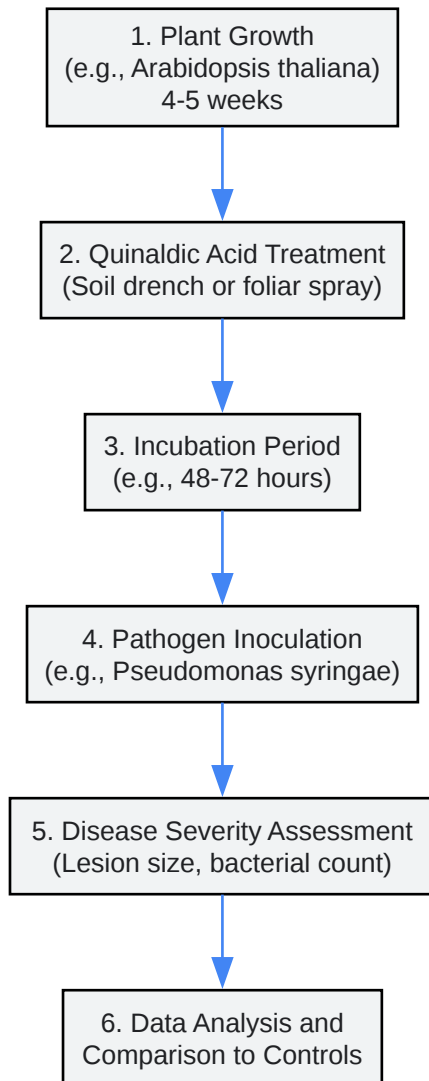 1. Plant Growth
(e.g., Arabidopsis thaliana)
4-5 weeks
2. Quinaldic Acid Treatment
(Soil drench or foliar spray)
3. Incubation Period
(e.g., 48-72 hours)
4. Pathogen Inoculation
(e.g., Pseudomonas syringae)
5. Disease Severity Assessment
(Lesion size, bacterial count)
6. Data Analysis and
Comparison to Controls